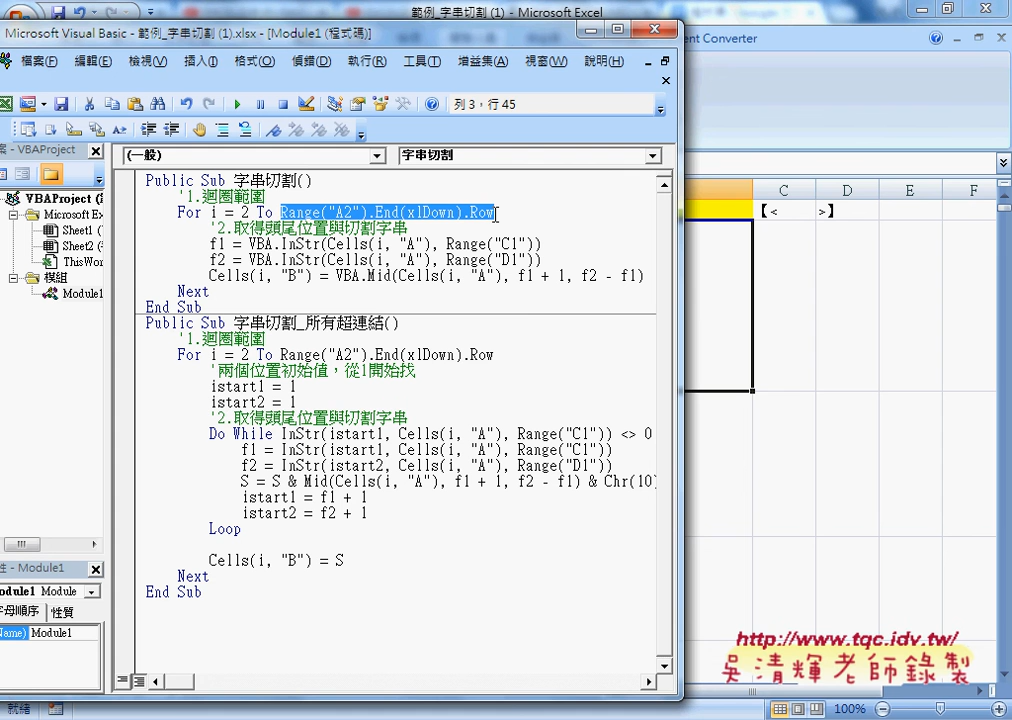 範例_字串切割 (1) - Microsoft Excel
Microsoft Visual Basic - 範例_字串切割 (1).xlsx - [Module1 (程式碼)]
ent Converter
檔案(F) 編輯(E) 檢視(V) 插入(I) 格式(O) 偵錯(D) 執行(R) 工具(T) 增益集(A) 視窗(W) 說明(H)
列 3，行 45
案 - VBAProject
(一般)
字串切割
VBAProject (
Microsoft Ex
Sheet1 (
Sheet2 (
ThisWor
模組
Module1
Public Sub 字串切割()
'1.迴圈範圍
For i = 2 To Range("A2").End(xlDown).Row
'2.取得頭尾位置與切割字串
f1 = VBA.InStr(Cells(i, "A"), Range("C1"))
f2 = VBA.InStr(Cells(i, "A"), Range("D1"))
Cells(i, "B") = VBA.Mid(Cells(i, "A"), f1 + 1, f2 - f1)
Next
End Sub
Public Sub 字串切割_所有超連結()
'1.迴圈範圍
For i = 2 To Range("A2").End(xlDown).Row
'兩個位置初始值，從1開始找
istart1 = 1
istart2 = 1
'2.取得頭尾位置與切割字串
Do While InStr(istart1, Cells(i, "A"), Range("C1")) <> 0
f1 = InStr(istart1, Cells(i, "A"), Range("C1"))
f2 = InStr(istart2, Cells(i, "A"), Range("D1"))
S = S & Mid(Cells(i, "A"), f1 + 1, f2 - f1) & Chr(10)
istart1 = f1 + 1
istart2 = f2 + 1
Loop
Cells(i, "B") = S
Next
End Sub
性 - Module1
odule1 Module
字母順序 性質
Name) Module1
C D E F
【< >】
http://www.tqc.idv.tw/
吳清輝老師錄製
就緒
100%